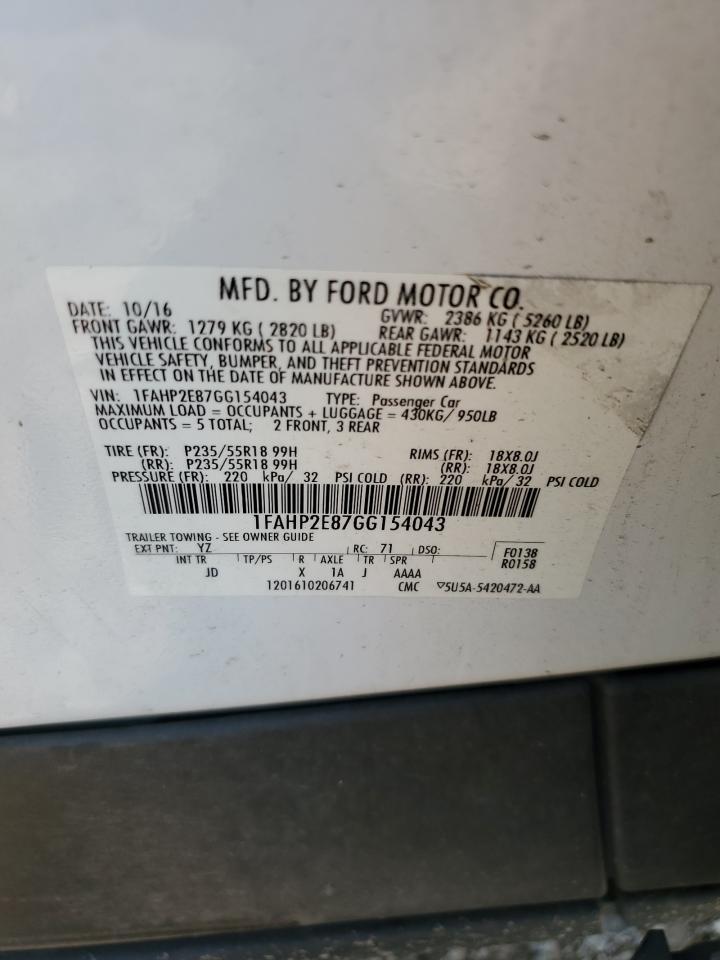 MFD. BY FORD MOTOR CO.
DATE: 10/16 GVWR: 2386 KG ( 5260 LB)
FRONT GAWR: 1279 KG ( 2820 LB) REAR GAWR: 1143 KG ( 2520 LB)
THIS VEHICLE CONFORMS TO ALL APPLICABLE FEDERAL MOTOR
VEHICLE SAFETY, BUMPER, AND THEFT PREVENTION STANDARDS
IN EFFECT ON THE DATE OF MANUFACTURE SHOWN ABOVE.
VIN: 1FAHP2E87GG154043 TYPE: Passenger Car
MAXIMUM LOAD = OCCUPANTS + LUGGAGE = 430KG/ 950LB
OCCUPANTS = 5 TOTAL; 2 FRONT, 3 REAR
TIRE (FR): P235/55R18 99H RIMS (FR): 18X8.0J
(RR): P235/55R18 99H (RR): 18X8.0J
PRESSURE (FR): 220 kPa/ 32 PSI COLD (RR): 220 kPa/ 32 PSI COLD
1FAHP2E87GG154043
TRAILER TOWING - SEE OWNER GUIDE
EXT PNT: YZ RC: 71 DSO: F0138
INT TR TP/PS R AXLE TR SPR R0158
JD X 1A J AAAA
1201610206741 CMC ▽5U5A-5420472-AA